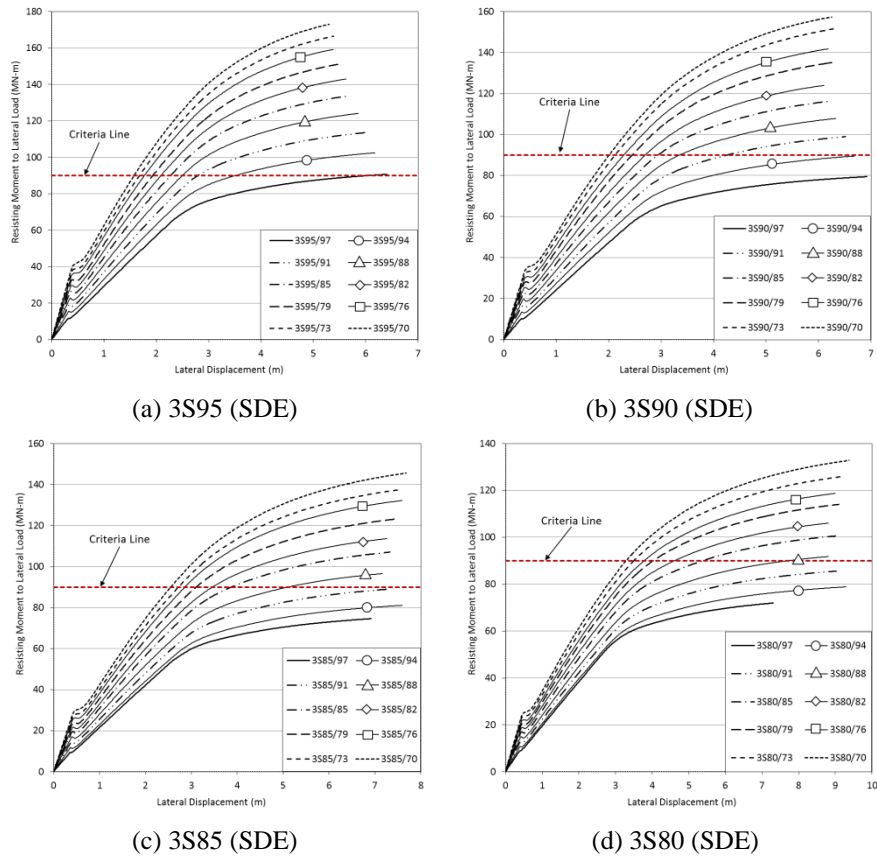 180
160
140
120
100
80
60
40
20
0
Resisting Moment to Lateral Load (MN-m)
Criteria Line
3S95/97 3S95/94
3S95/91 3S95/88
3S95/85 3S95/82
3S95/79 3S95/76
3S95/73 3S95/70
0 1 2 3 4 5 6 7
Lateral Displacement (m)
(a) 3S95 (SDE)
160
140
120
100
80
60
40
20
0
Resisting Moment to Lateral Load (MN-m)
Criteria Line
3S90/97 3S90/94
3S90/91 3S90/88
3S90/85 3S90/82
3S90/79 3S90/76
3S90/73 3S90/70
0 1 2 3 4 5 6 7
Lateral Displacement (m)
(b) 3S90 (SDE)
160
140
120
100
80
60
40
20
0
Resisting Moment to Lateral Load (MN-m)
Criteria Line
3S85/97 3S85/94
3S85/91 3S85/88
3S85/85 3S85/82
3S85/79 3S85/76
3S85/73 3S85/70
0 1 2 3 4 5 6 7 8
Lateral Displacement (m)
(c) 3S85 (SDE)
140
120
100
80
60
40
20
0
Resisting Moment to Lateral Load (MN-m)
Criteria Line
3S80/97 3S80/94
3S80/91 3S80/88
3S80/85 3S80/82
3S80/79 3S80/76
3S80/73 3S80/70
0 1 2 3 4 5 6 7 8 9 10
Lateral Displacement (m)
(d) 3S80 (SDE)